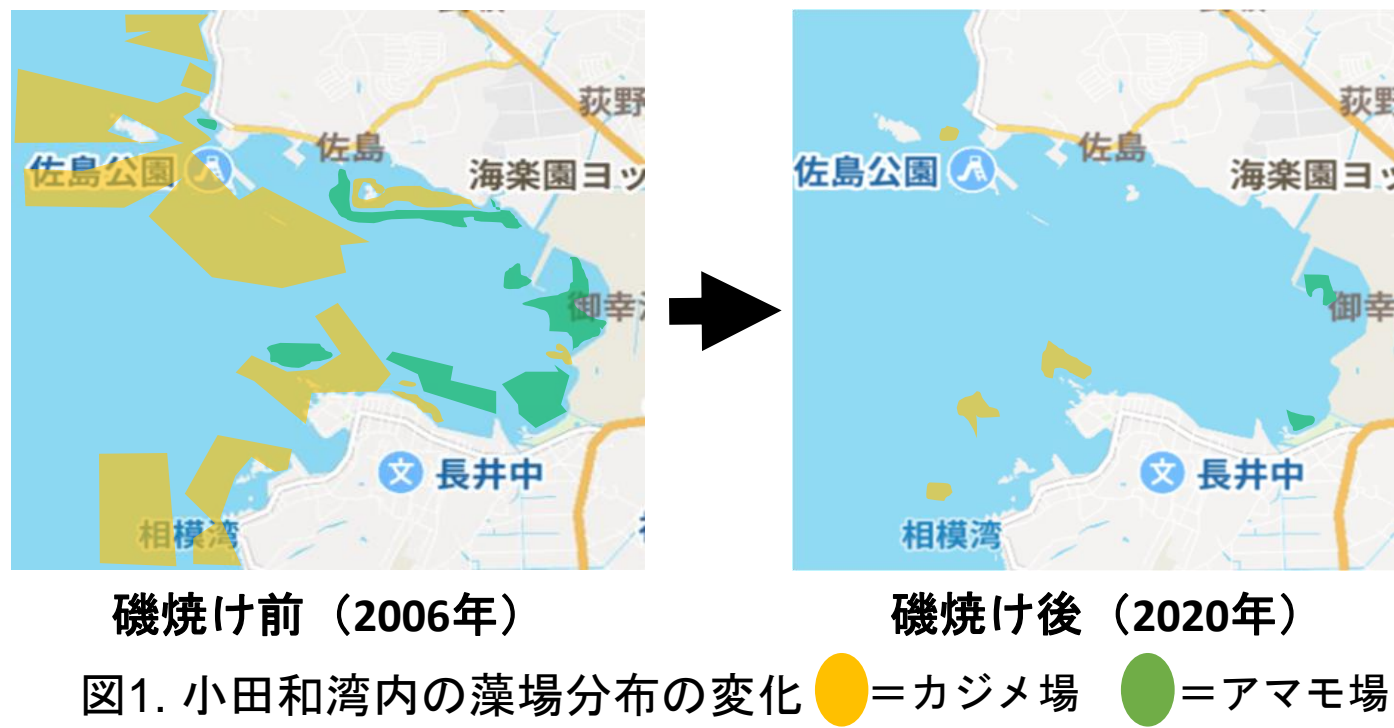 荻野
佐島
佐島公園
海楽園ヨッ
御幸
文 長井中
相模湾
荻野
佐島
佐島公園
海楽園ヨッ
御幸
文 長井中
相模湾
磯焼け前（2006年）
磯焼け後（2020年）
図1. 小田和湾内の藻場分布の変化 =カジメ場 =アマモ場